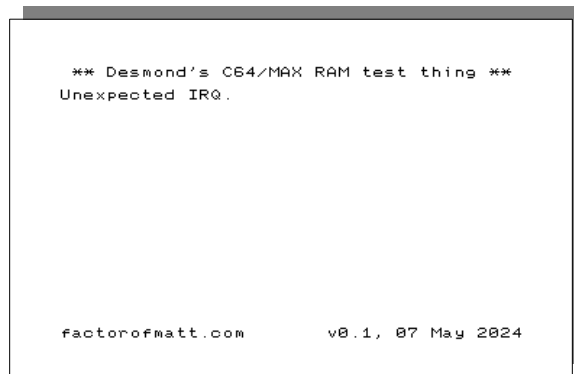 ** Desmond's C64/MAX RAM test thing **
Unexpected IRQ.
factorofmatt.com v0.1, 07 May 2024